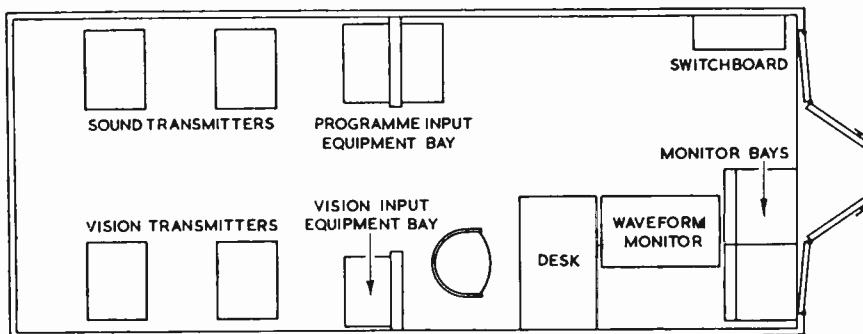 SWITCHBOARD
SOUND TRANSMITTERS
PROGRAMME INPUT
EQUIPMENT BAY
MONITOR BAYS
VISION TRANSMITTERS
VISION INPUT
EQUIPMENT BAY
DESK
WAVEFORM
MONITOR